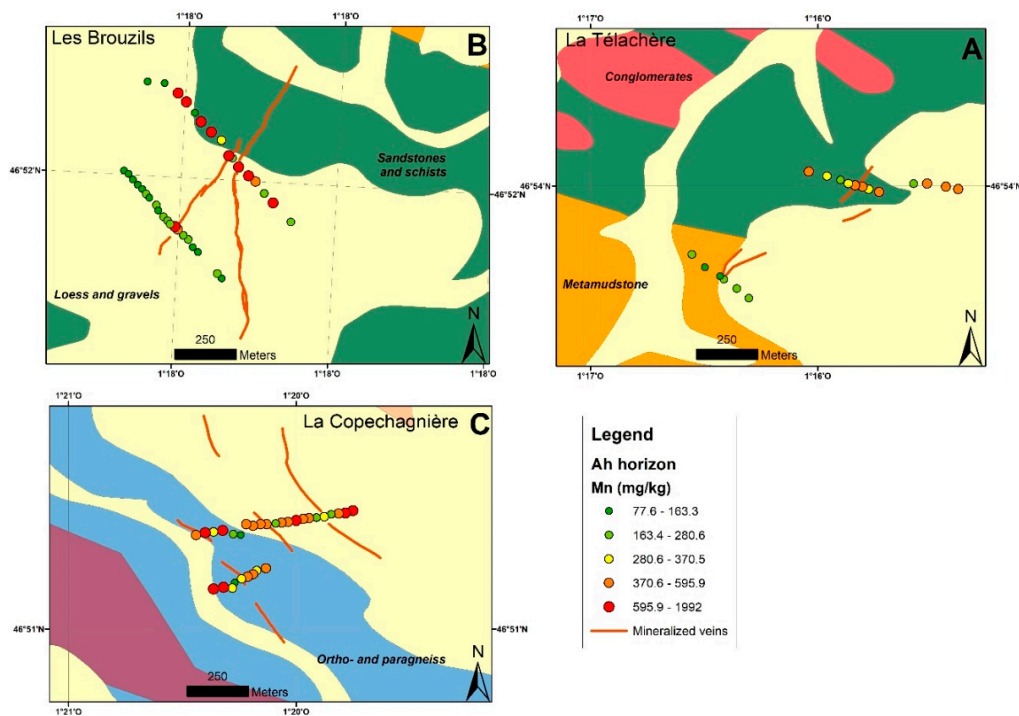 1°18'O
1°18'O
Les Brouzils
B
46°52'N
46°52'N
Sandstones
and schists
Loess and gravels
250
Meters
N
1°18'O
1°18'O
1°18'O
1°17'O
1°16'O
La Télachère
A
Conglomerates
46°54'N
46°54'N
Metamudstone
250
Meters
N
1°17'O
1°16'O
1°21'O
1°20'O
La Copechagnière
C
46°51'N
46°51'N
Ortho- and paragneiss
250
Meters
N
1°21'O
1°20'O
Legend
Ah horizon
Mn (mg/kg)
77.6 - 163.3
163.4 - 280.6
280.6 - 370.5
370.6 - 595.9
595.9 - 1992
Mineralized veins